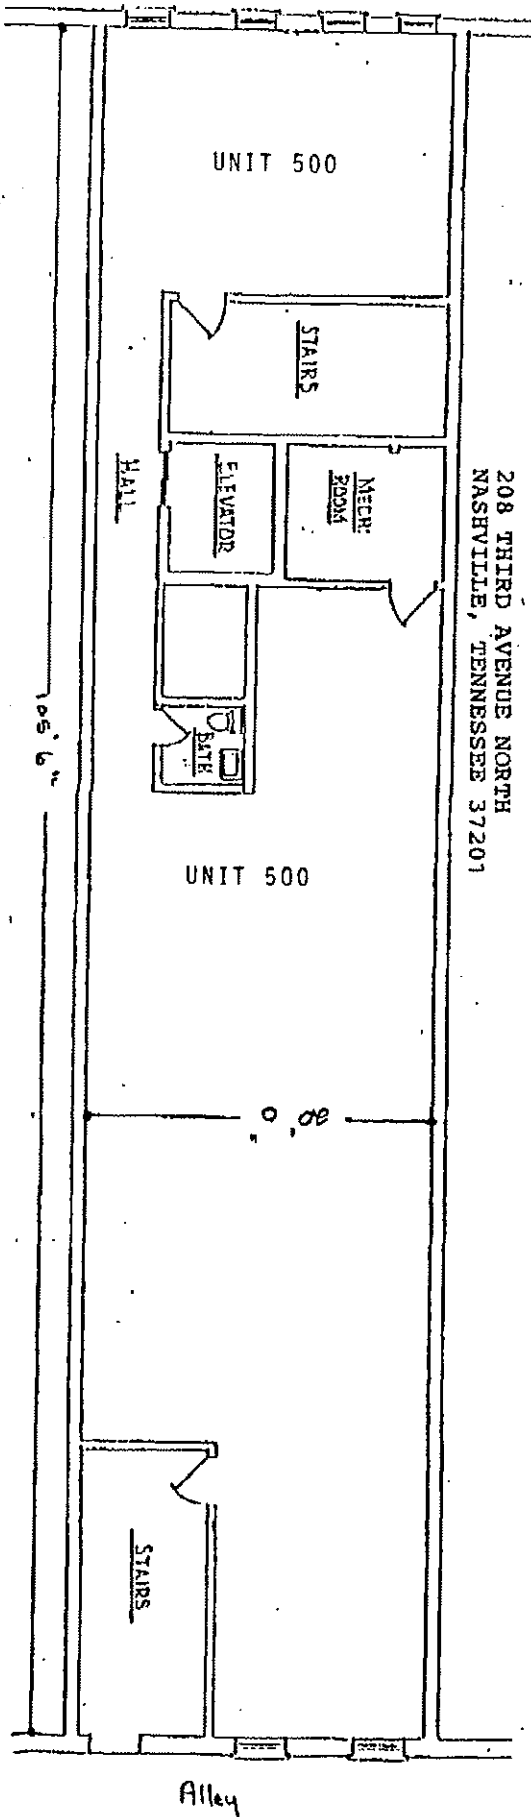 UNIT 500
STAIRS
208 THIRD AVENUE NORTH
NASHVILLE, TENNESSEE 37201
MECH.
ROOM
ELEVATOR
HALL
BATH
105' 6"
UNIT 500
20' 0"
STAIRS
Alley